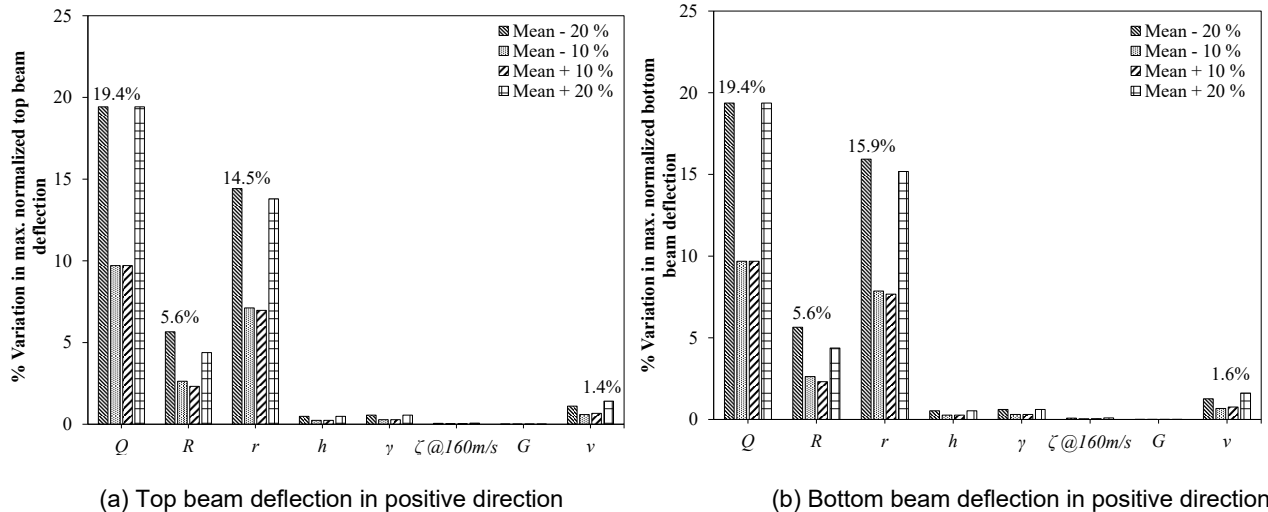 % Variation in max. normalized top beam
deflection
25
20
15
10
5
0
19.4%
5.6%
14.5%
1.4%
Mean - 20 %
Mean - 10 %
Mean + 10 %
Mean + 20 %
Q R r h γ ζ @160m/s G v
(a) Top beam deflection in positive direction
% Variation in max. normalized bottom
beam deflection
25
20
15
10
5
0
19.4%
5.6%
15.9%
1.6%
Mean - 20 %
Mean - 10 %
Mean + 10 %
Mean + 20 %
Q R r h γ ζ @160m/s G v
(b) Bottom beam deflection in positive direction